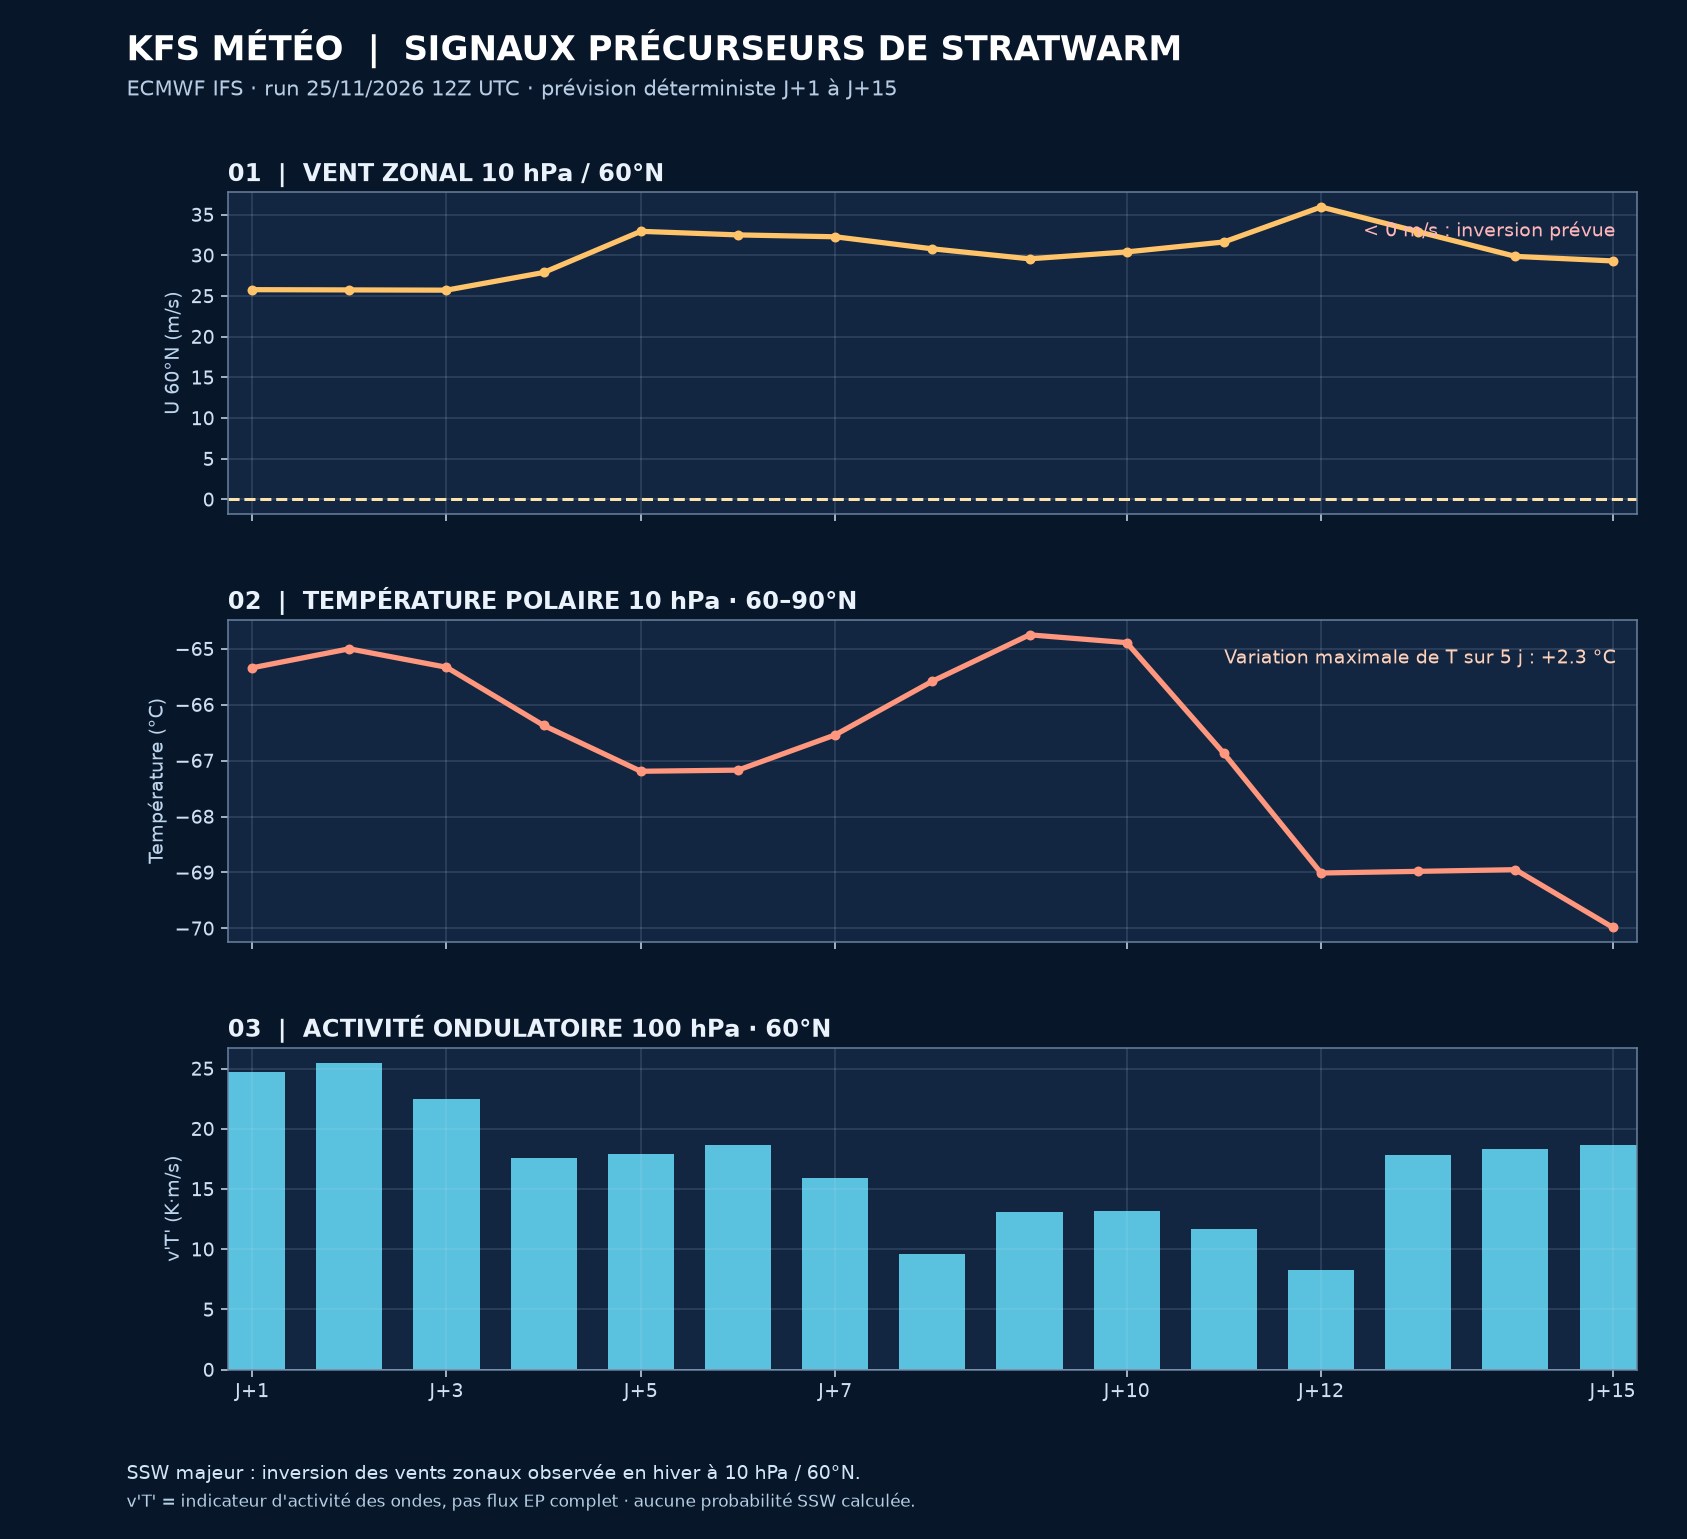 KFS MÉTÉO | SIGNAUX PRÉCURSEURS DE STRATWARM
ECMWF IFS · run 25/11/2026 12Z UTC · prévision déterministe J+1 à J+15
01 | VENT ZONAL 10 hPa / 60°N
U 60°N (m/s)
35
30
25
20
15
10
5
0
< 0 m/s : inversion prévue
02 | TEMPÉRATURE POLAIRE 10 hPa · 60–90°N
Température (°C)
−65
−66
−67
−68
−69
−70
Variation maximale de T sur 5 j : +2.3 °C
03 | ACTIVITÉ ONDULATOIRE 100 hPa · 60°N
v'T' (K·m/s)
25
20
15
10
5
0
J+1 J+3 J+5 J+7 J+10 J+12 J+15
SSW majeur : inversion des vents zonaux observée en hiver à 10 hPa / 60°N.
v'T' = indicateur d'activité des ondes, pas flux EP complet · aucune probabilité SSW calculée.